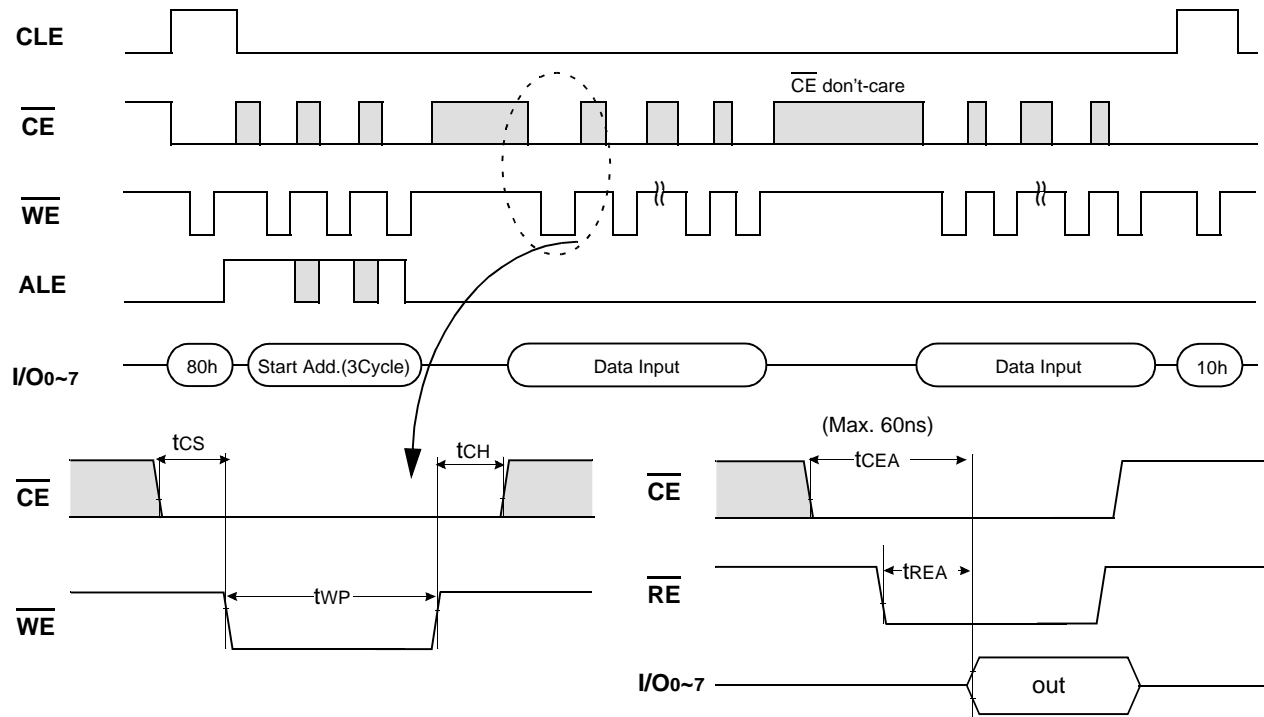 CLE
CE don't-care
CE
WE
ALE
I/O0~7 80h Start Add.(3Cycle) Data Input Data Input 10h
tCS tCH
CE
tWP
WE
(Max. 60ns)
tCEA
CE
tREA
RE
I/O0~7 out